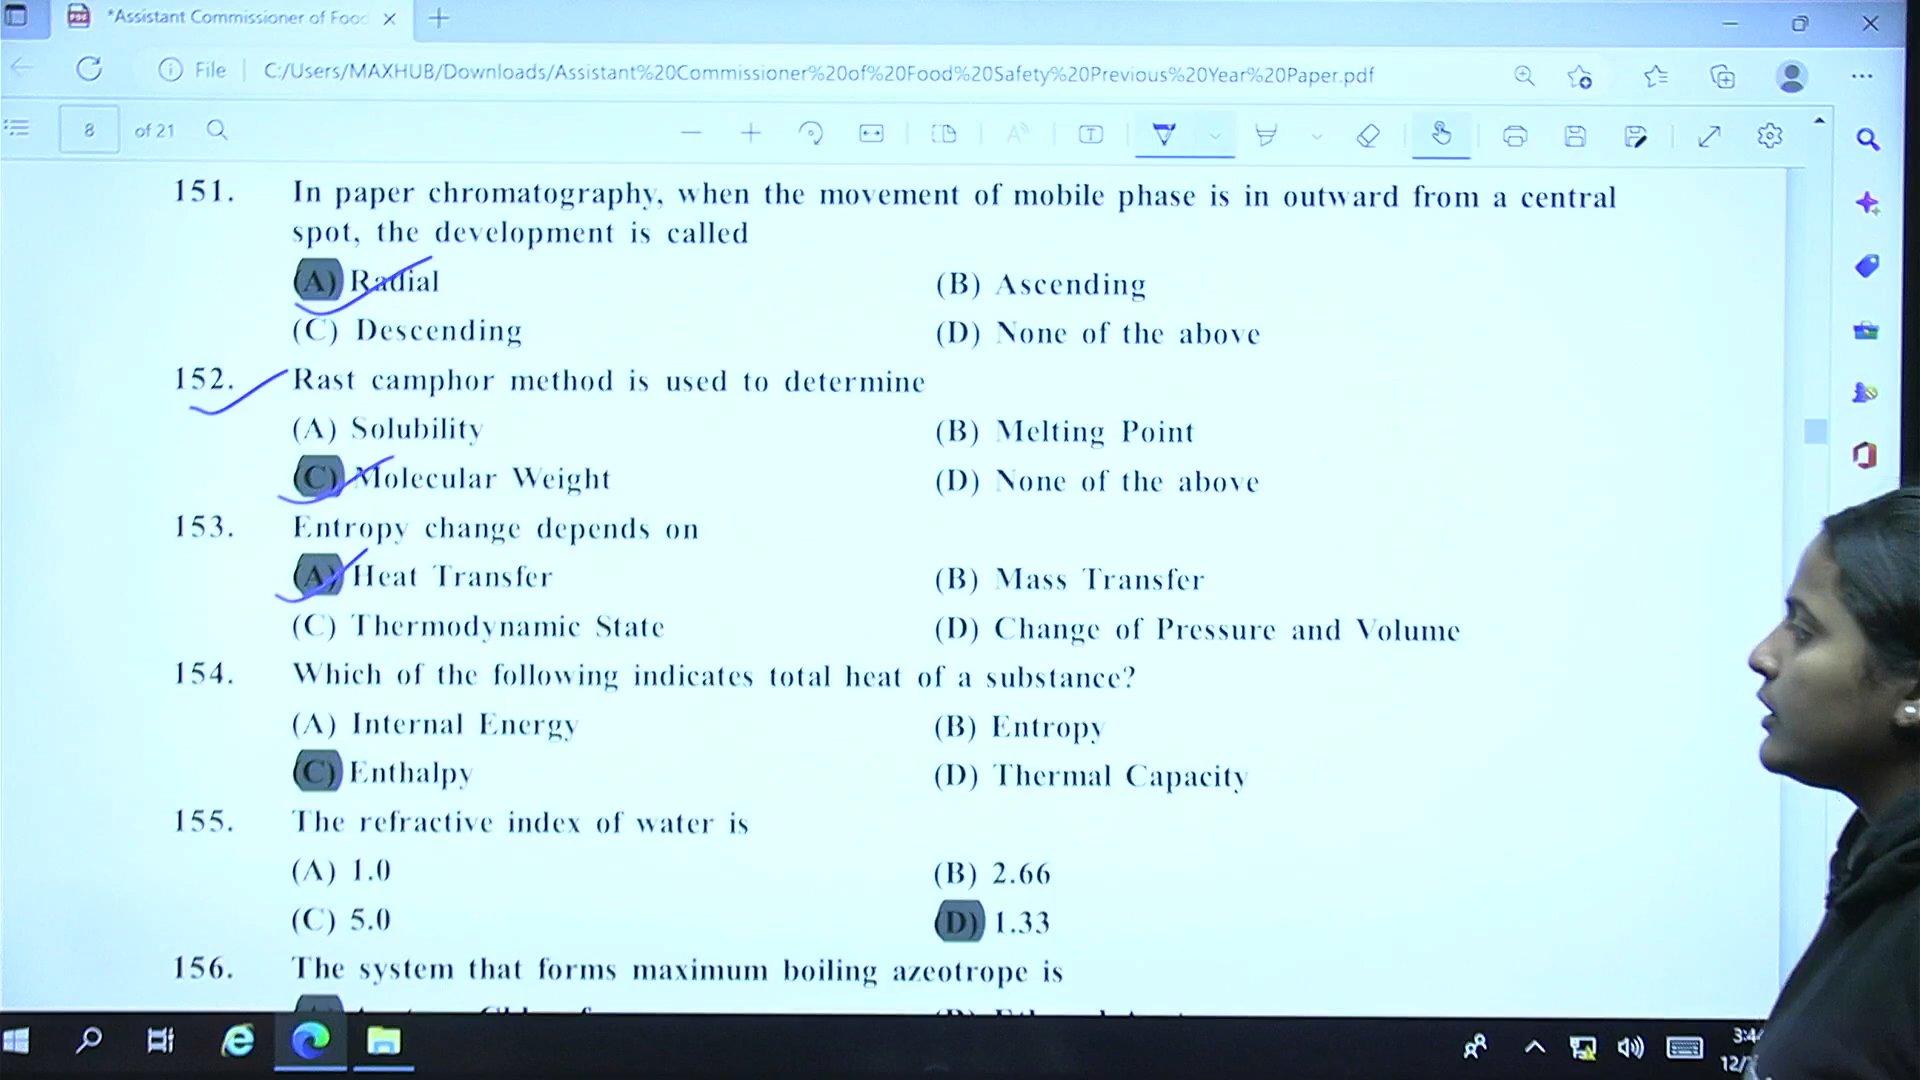 *Assistant Commissioner of Food
File
C:/Users/MAXHUB/Downloads/Assistant%20Commissioner%20of%20Food%20Safety%20Previous%20Year%20Paper.pdf
8 of 21
151. In paper chromatography, when the movement of mobile phase is in outward from a central
spot, the development is called
(A) Radial (B) Ascending
(C) Descending (D) None of the above
152. Rast camphor method is used to determine
(A) Solubility (B) Melting Point
(C) Molecular Weight (D) None of the above
153. Entropy change depends on
(A) Heat Transfer (B) Mass Transfer
(C) Thermodynamic State (D) Change of Pressure and Volume
154. Which of the following indicates total heat of a substance?
(A) Internal Energy (B) Entropy
(C) Enthalpy (D) Thermal Capacity
155. The refractive index of water is
(A) 1.0 (B) 2.66
(C) 5.0 (D) 1.33
156. The system that forms maximum boiling azeotrope is